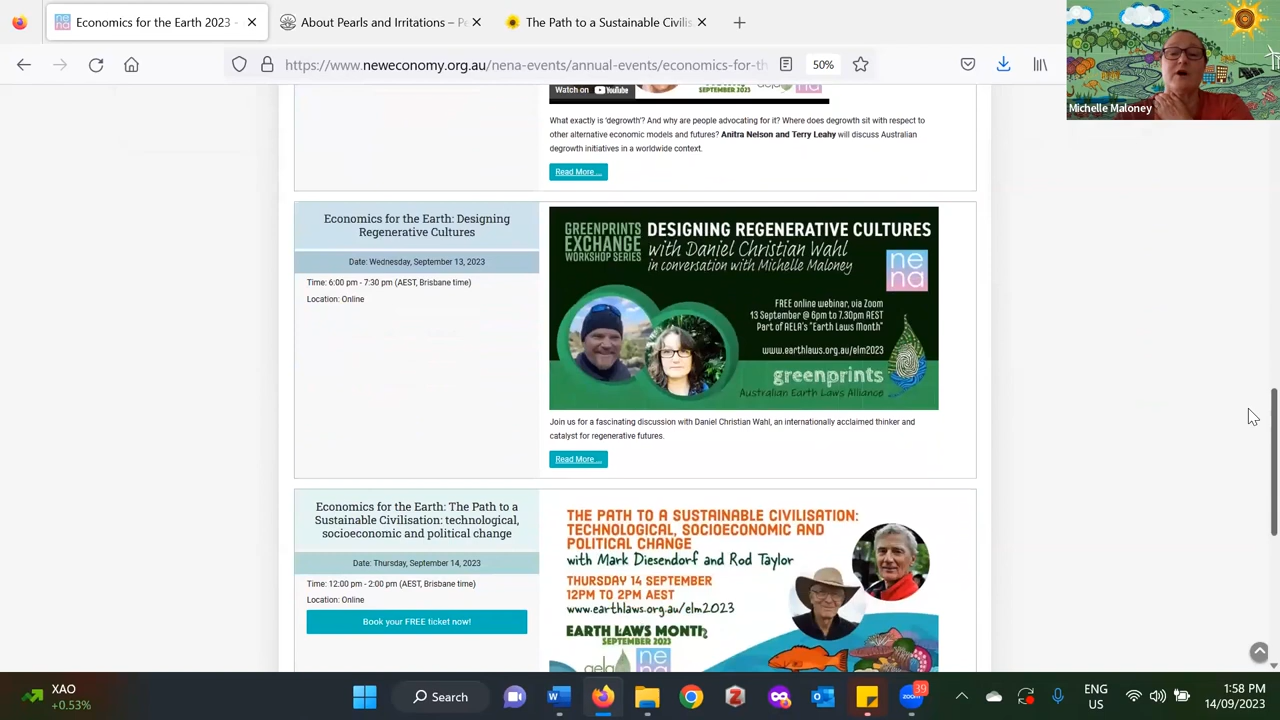 Economics for the Earth 2023 -
About Pearls and Irritations – Pe
The Path to a Sustainable Civilis
https://www.neweconomy.org.au/nena-events/annual-events/economics-for-th
50%
Michelle Maloney
Watch on YouTube
SEPTEMBER 2023
What exactly is 'degrowth'? And why are people advocating for it? Where does degrowth sit with respect to
other alternative economic models and futures? Anitra Nelson and Terry Leahy will discuss Australian
degrowth initiatives in a worldwide context.
Read More ...
Economics for the Earth: Designing
Regenerative Cultures
Date: Wednesday, September 13, 2023
Time: 6:00 pm - 7:30 pm (AEST, Brisbane time)
Location: Online
GREENPRINTS
EXCHANGE
WORKSHOP SERIES
DESIGNING REGENERATIVE CULTURES
with Daniel Christian Wahl
in conversation with Michelle Maloney
ne
na
FREE online webinar, via Zoom
13 September @ 6pm to 7.30pm AEST
Part of AELA's "Earth Laws Month"
www.earthlaws.org.au/elm2023
greenprints
Australian Earth Laws Alliance
Join us for a fascinating discussion with Daniel Christian Wahl, an internationally acclaimed thinker and
catalyst for regenerative futures.
Read More ...
Economics for the Earth: The Path to a
Sustainable Civilisation: technological,
socioeconomic and political change
Date: Thursday, September 14, 2023
Time: 12:00 pm - 2:00 pm (AEST, Brisbane time)
Location: Online
Book your FREE ticket now!
THE PATH TO A SUSTAINABLE CIVILISATION:
TECHNOLOGICAL, SOCIOECONOMIC AND
POLITICAL CHANGE
with Mark Diesendorf and Rod Taylor
THURSDAY 14 SEPTEMBER
12PM TO 2PM AEST
www.earthlaws.org.au/elm2023
EARTH LAWS MONTH
SEPTEMBER 2023
aela
ne
XAO
+0.53%
Search
39
ENG
US
1:58 PM
14/09/2023